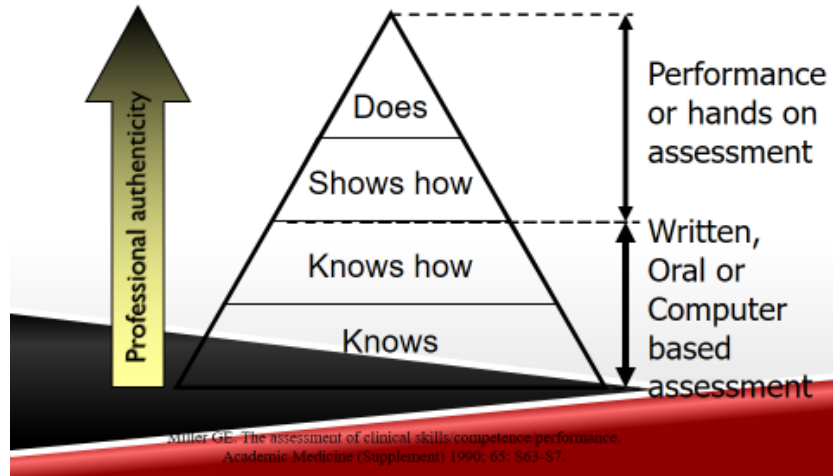 Professional authenticity
Does
Shows how
Knows how
Knows
Performance
or hands on
assessment
Written,
Oral or
Computer
based
assessment
Miller GE. The assessment of clinical skills/competence/performance.
Academic Medicine (Supplement) 1990; 65: S63-S7.